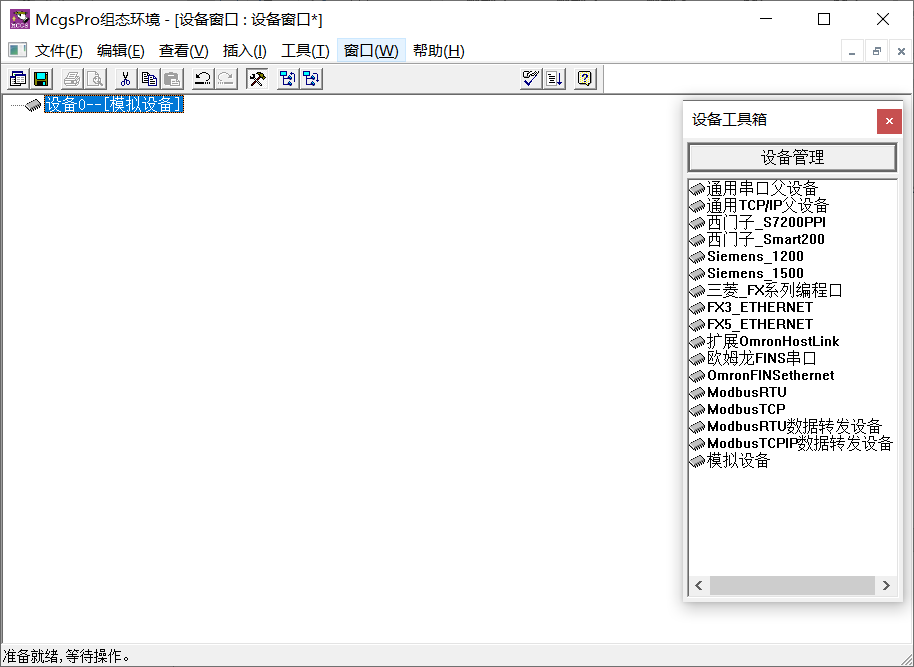 McgsPro组态环境 - [设备窗口 : 设备窗口*]
文件(F) 编辑(E) 查看(V) 插入(I) 工具(T) 窗口(W) 帮助(H)
设备0--[模拟设备]
设备工具箱
设备管理
通用串口父设备
通用TCP/IP父设备
西门子_S7200PPI
西门子_Smart200
Siemens_1200
Siemens_1500
三菱_FX系列编程口
FX3_ETHERNET
FX5_ETHERNET
扩展OmronHostLink
欧姆龙FINS串口
OmronFINSethernet
ModbusRTU
ModbusTCP
ModbusRTU数据转发设备
ModbusTCPIP数据转发设备
模拟设备
准备就绪,等待操作。